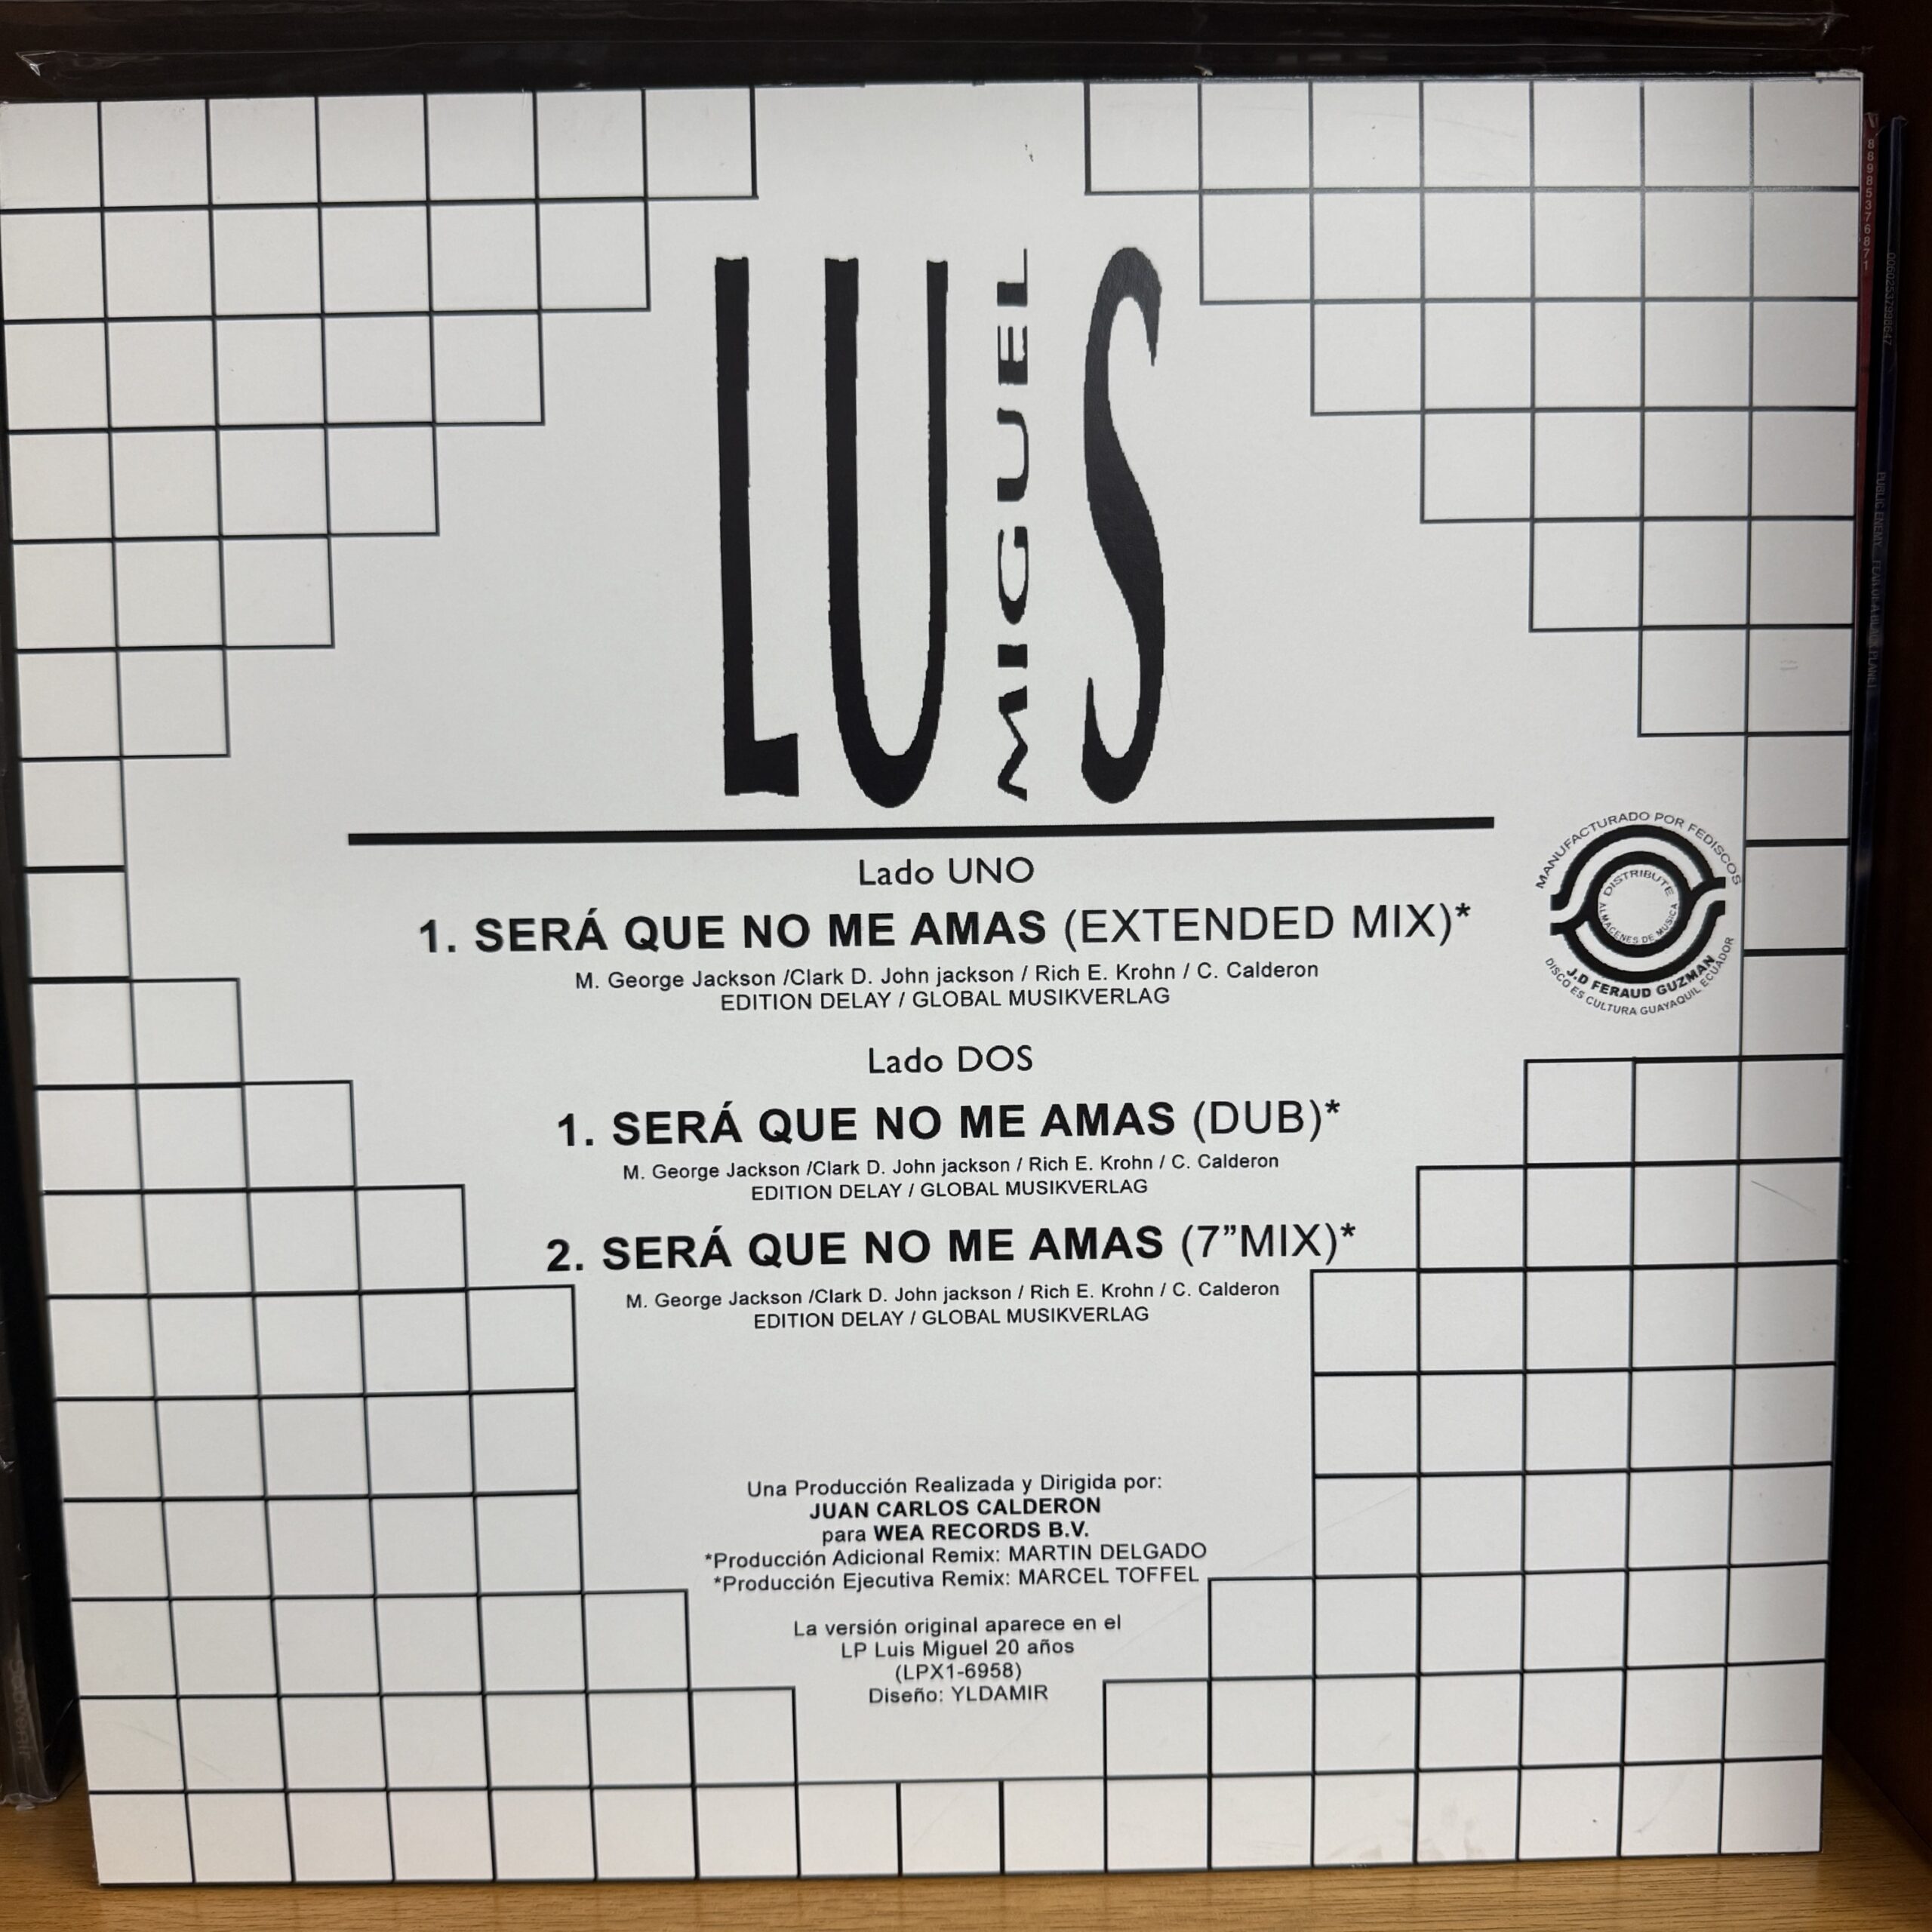 LUIS
MIGUEL
Lado UNO
1. SERÁ QUE NO ME AMAS (EXTENDED MIX)*
M. George Jackson /Clark D. John jackson / Rich E. Krohn / C. Calderon
EDITION DELAY / GLOBAL MUSIKVERLAG
MANUFACTURADO POR FEDISCOS
DISTRIBUTE
ALMACENES DE MUSICA
J.D FERAUD GUZMAN
DISCO ES CULTURA GUAYAQUIL ECUADOR
Lado DOS
1. SERÁ QUE NO ME AMAS (DUB)*
M. George Jackson /Clark D. John jackson / Rich E. Krohn / C. Calderon
EDITION DELAY / GLOBAL MUSIKVERLAG
2. SERÁ QUE NO ME AMAS (7”MIX)*
M. George Jackson /Clark D. John jackson / Rich E. Krohn / C. Calderon
EDITION DELAY / GLOBAL MUSIKVERLAG
Una Producción Realizada y Dirigida por:
JUAN CARLOS CALDERON
para WEA RECORDS B.V.
*Producción Adicional Remix: MARTIN DELGADO
*Producción Ejecutiva Remix: MARCEL TOFFEL
La versión original aparece en el
LP Luis Miguel 20 años
(LPX1-6958)
Diseño: YLDAMIR
88985376871
PUBLIC ENEMY